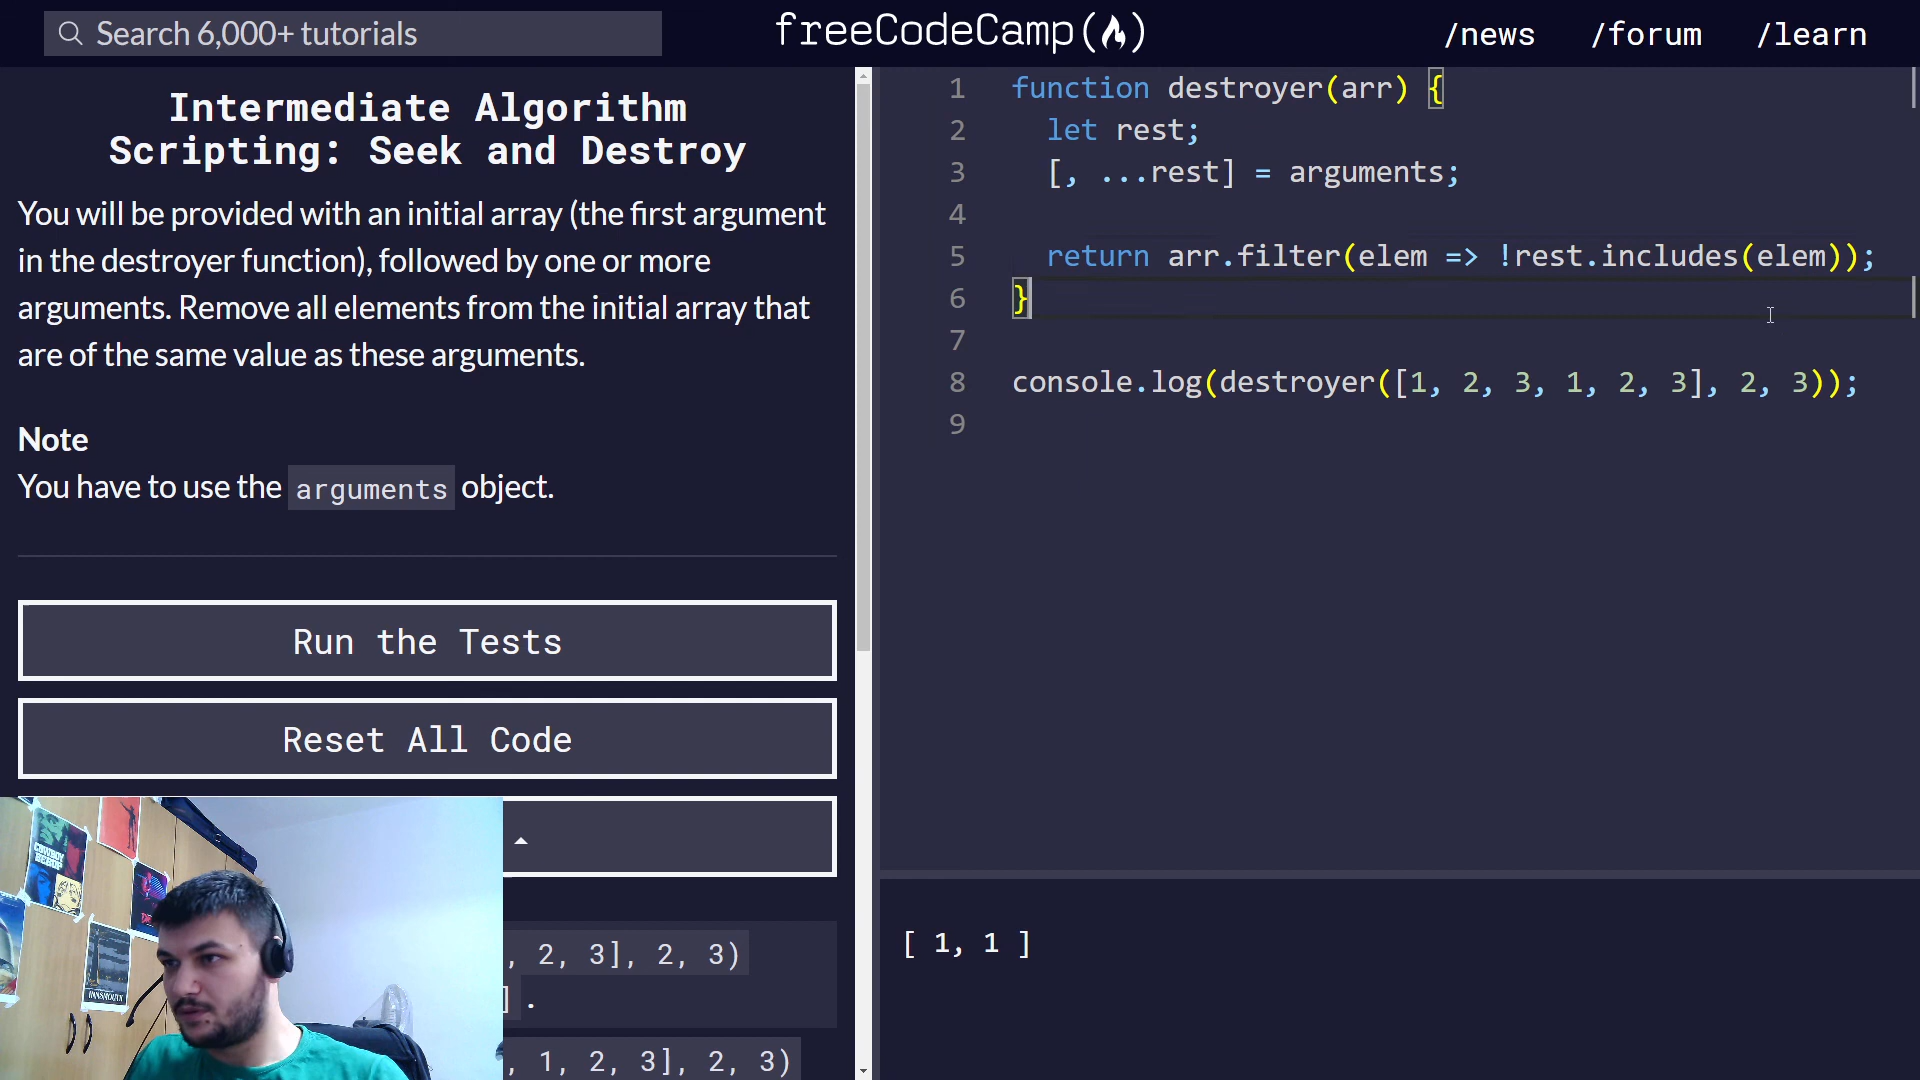 Search 6,000+ tutorials
freeCodeCamp
/news
/forum
/learn
Intermediate Algorithm
Scripting: Seek and Destroy
You will be provided with an initial array (the first argument
in the destroyer function), followed by one or more
arguments. Remove all elements from the initial array that
are of the same value as these arguments.
Note
You have to use the arguments object.
Run the Tests
Reset All Code
COWBOY
BEBOP
INNSMOUTH
, 2, 3], 2, 3)
].
, 1, 2, 3], 2, 3)
1 function destroyer(arr) {
2 let rest;
3 [, ...rest] = arguments;
4
5 return arr.filter(elem => !rest.includes(elem));
6 }
7
8 console.log(destroyer([1, 2, 3, 1, 2, 3], 2, 3));
9
[ 1, 1 ]